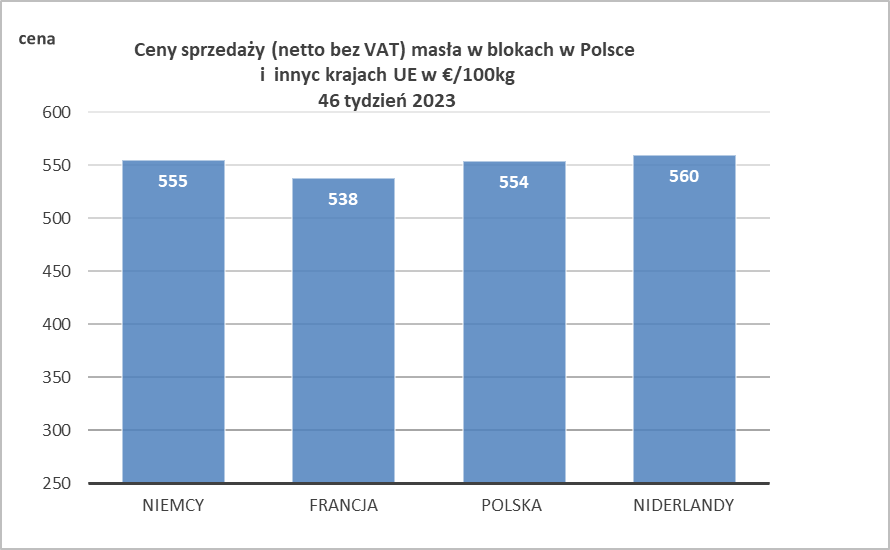 cena
Ceny sprzedaży (netto bez VAT) masła w blokach w Polsce
i innyc krajach UE w €/100kg
46 tydzień 2023
600
550
500
450
400
350
300
250
555
538
554
560
NIEMCY
FRANCJA
POLSKA
NIDERLANDY